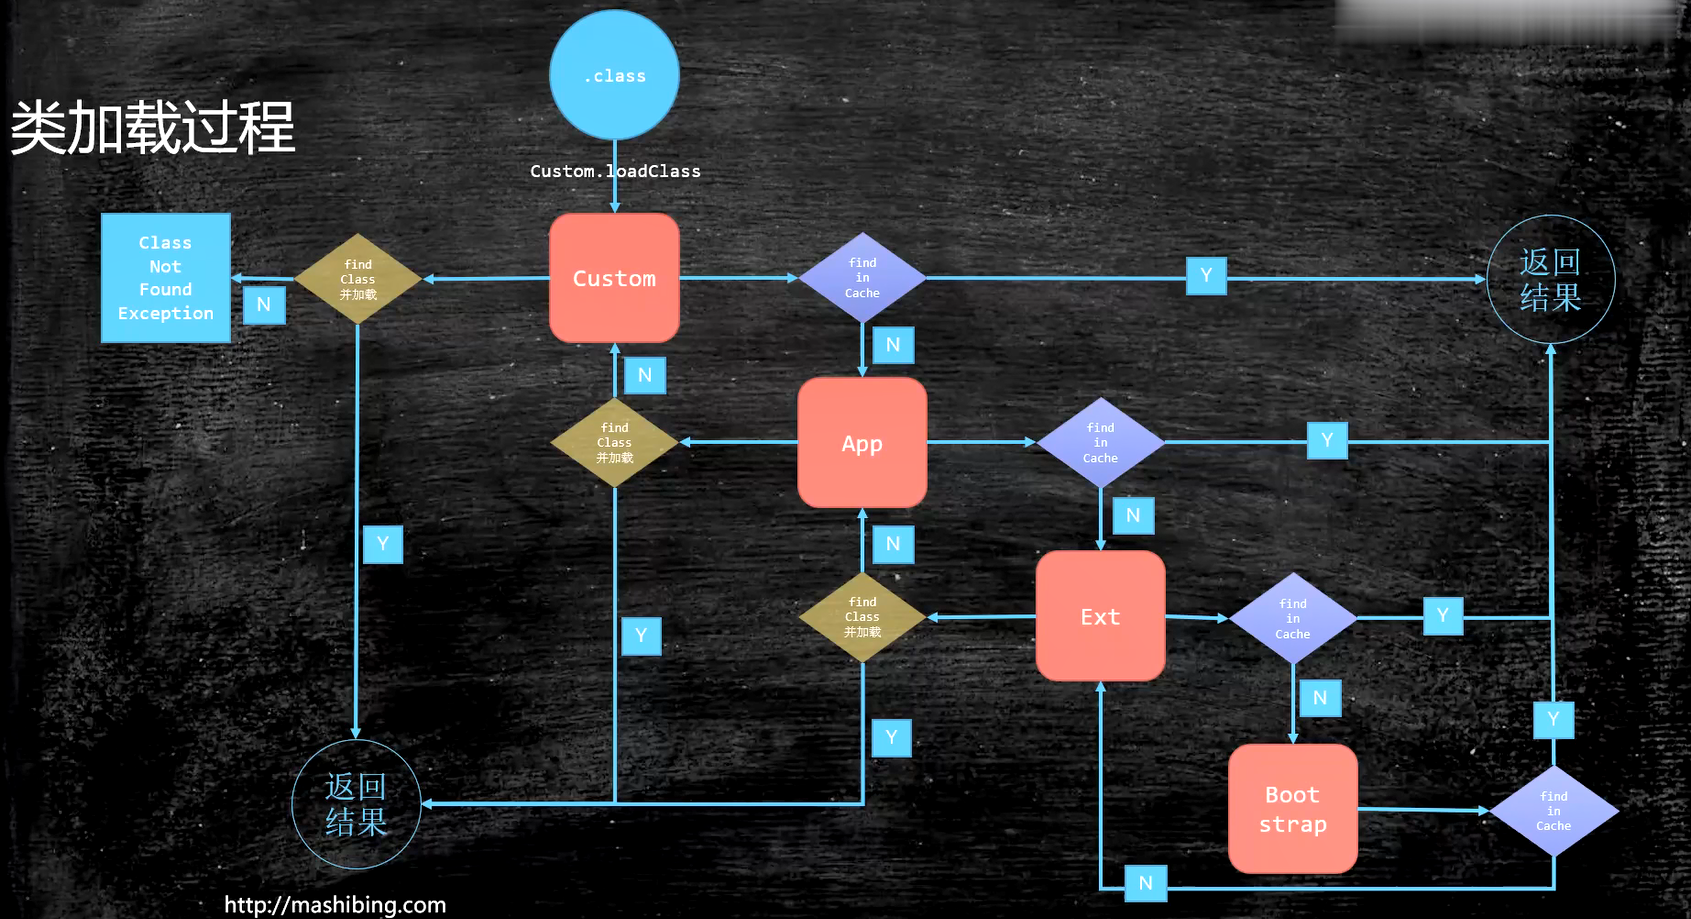 .class
类加载过程
Custom.loadClass
Class
Not
Found
Exception
N
find
Class
并加载
Custom
find
in
Cache
Y
返回
结果
N
N
find
Class
并加载
App
find
in
Cache
Y
N
N
Y
find
Class
并加载
Ext
find
in
Cache
Y
Y
N
Y
Y
返回
结果
Boot
strap
find
in
Cache
N
http://mashibing.com